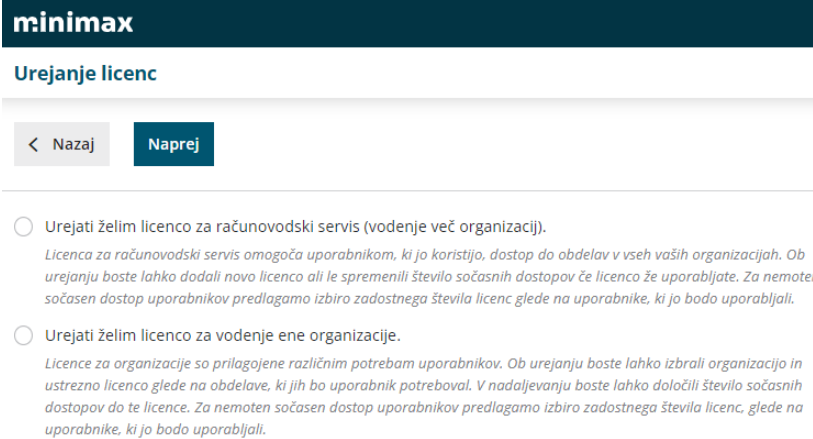 minimax
Urejanje licenc
Nazaj
Naprej
Urejati želim licenco za računovodski servis (vodenje več organizacij).
Licenca za računovodski servis omogoča uporabnikom, ki jo koristijo, dostop do obdelav v vseh vaših organizacijah. Ob
urejanju boste lahko dodali novo licenco ali le spremenili število sočasnih dostopov če licenco že uporabljate. Za nemoten
sočasen dostop uporabnikov predlagamo izbiro zadostnega števila licenc glede na uporabnike, ki jo bodo uporabljali.
Urejati želim licenco za vodenje ene organizacije.
Licence za organizacije so prilagojene različnim potrebam uporabnikov. Ob urejanju boste lahko izbrali organizacijo in
ustrezno licenco glede na obdelave, ki jih bo uporabnik potreboval. V nadaljevanju boste lahko določili število sočasnih
dostopov do te licence. Za nemoten sočasen dostop uporabnikov predlagamo izbiro zadostnega števila licenc, glede na
uporabnike, ki jo bodo uporabljali.